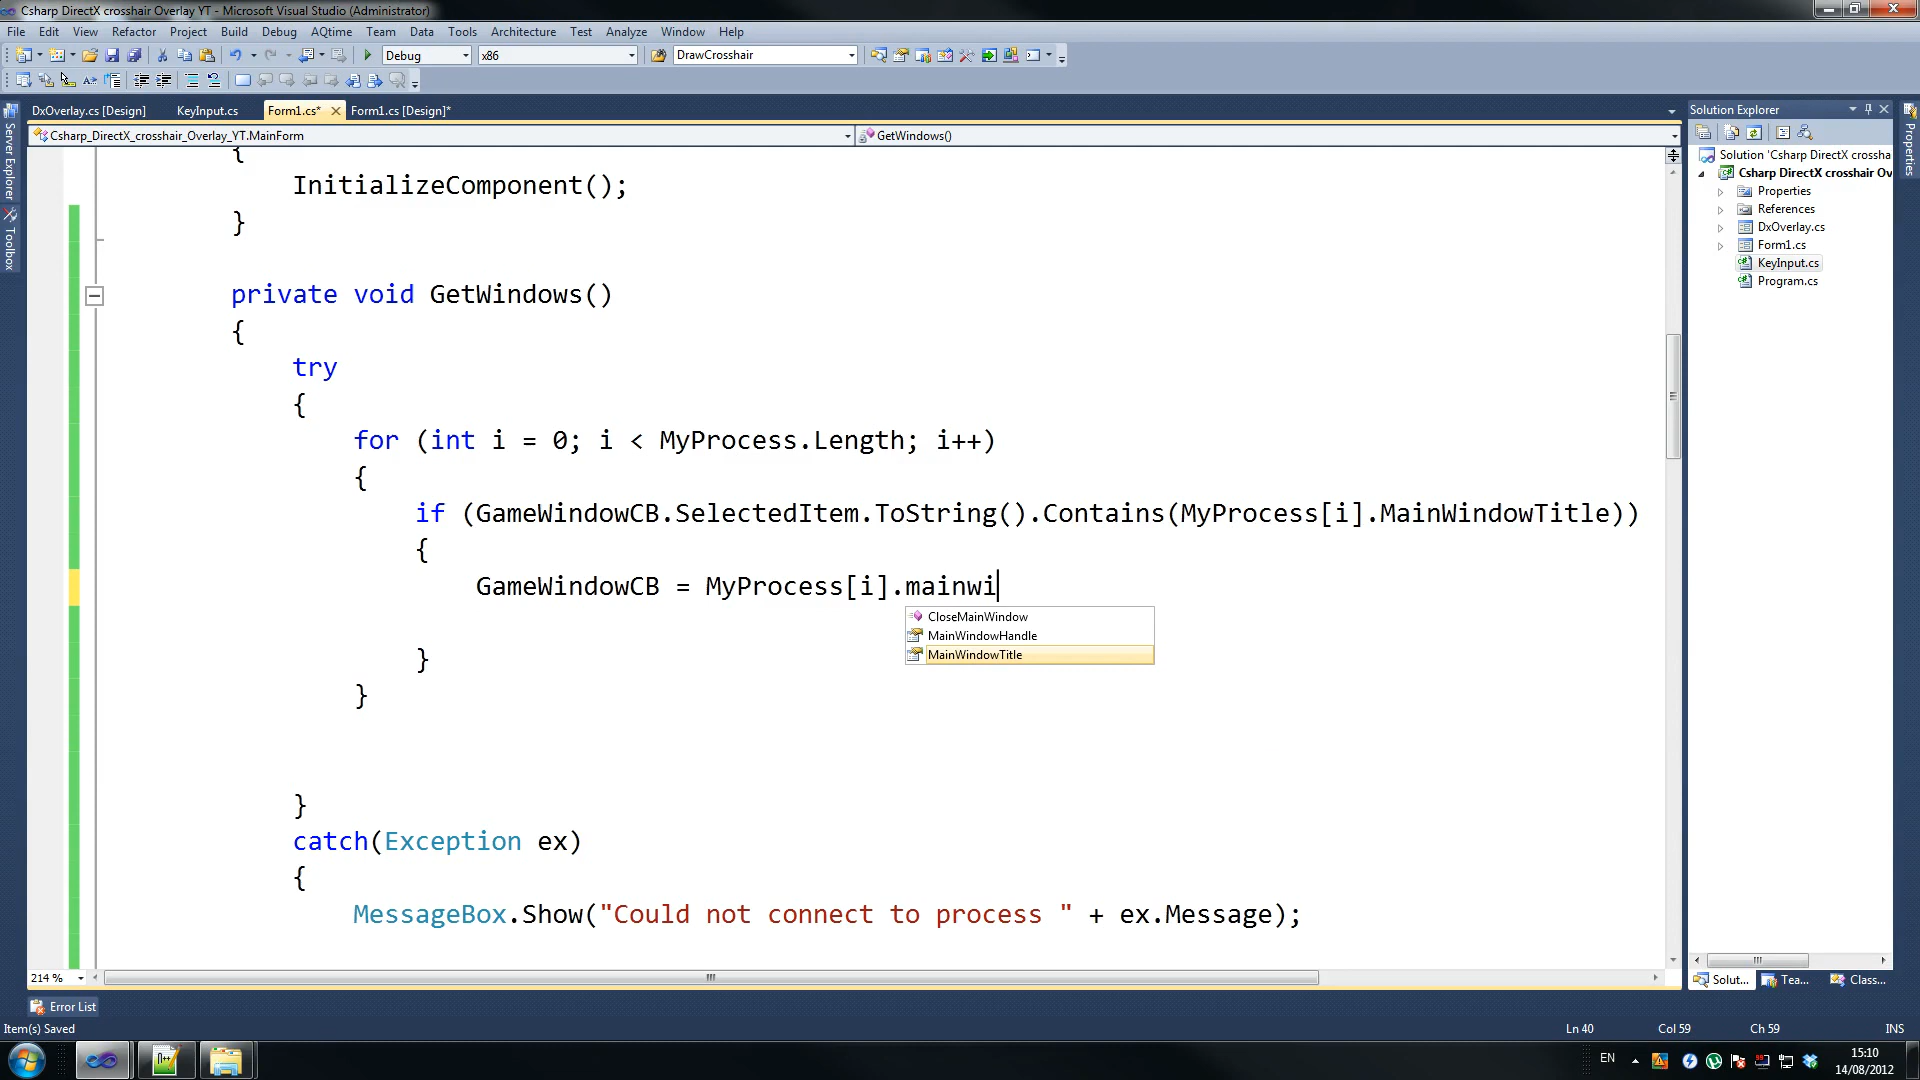 Csharp DirectX crosshair Overlay YT - Microsoft Visual Studio (Administrator)
File Edit View Refactor Project Build Debug AQtime Team Data Tools Architecture Test Analyze Window Help
Debug x86 DrawCrosshair
DxOverlay.cs [Design] KeyInput.cs Form1.cs* Form1.cs [Design]*
Csharp_DirectX_crosshair_Overlay_YT.MainForm GetWindows()
Server Explorer
Toolbox
{
InitializeComponent();
}
private void GetWindows()
{
try
{
for (int i = 0; i < MyProcess.Length; i++)
{
if (GameWindowCB.SelectedItem.ToString().Contains(MyProcess[i].MainWindowTitle))
{
GameWindowCB = MyProcess[i].mainwi
CloseMainWindow
MainWindowHandle
MainWindowTitle
}
}
}
catch(Exception ex)
{
MessageBox.Show("Could not connect to process " + ex.Message);
214 %
Solution Explorer
Solution 'Csharp DirectX crossha
Csharp DirectX crosshair Ov
Properties
References
DxOverlay.cs
Form1.cs
KeyInput.cs
Program.cs
Solut... Tea... Class...
Properties
Error List
Item(s) Saved Ln 40 Col 59 Ch 59 INS
EN 15:10
14/08/2012